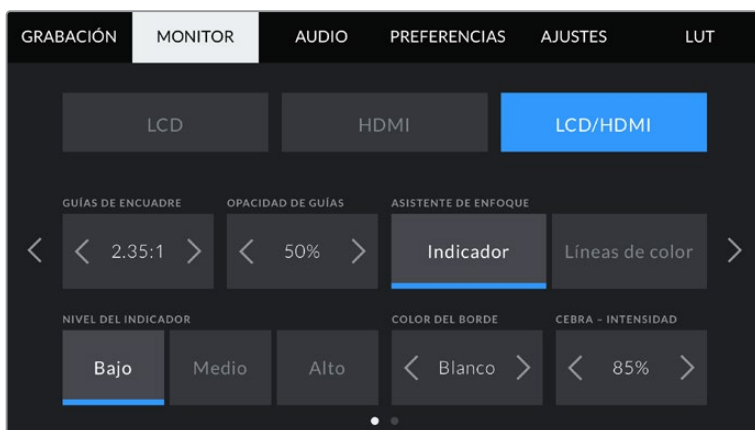 GRABACIÓN MONITOR AUDIO PREFERENCIAS AJUSTES LUT
LCD HDMI LCD/HDMI
GUÍAS DE ENCUADRE OPACIDAD DE GUÍAS ASISTENTE DE ENFOQUE
2.35:1 50% Indicador Líneas de color
NIVEL DEL INDICADOR COLOR DEL BORDE CEBRA – INTENSIDAD
Bajo Medio Alto Blanco 85%